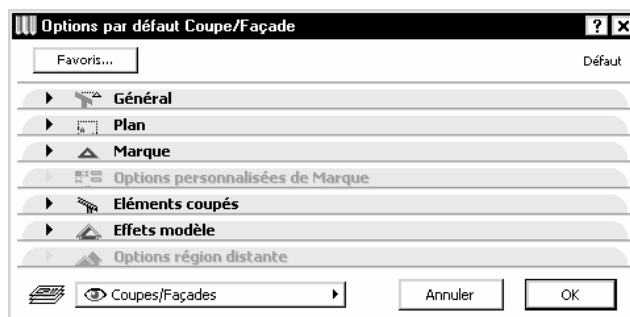 Options par défaut Coupe/Façade ? X
Favoris... Défaut
Général
Plan
Marque
Options personnalisées de Marque
Eléments coupés
Effets modèle
Options région distante
Coupes/Façades Annuler OK